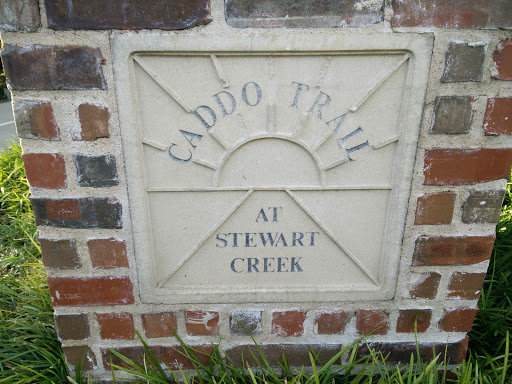 CADDO TRAIL
AT
STEWART
CREEK